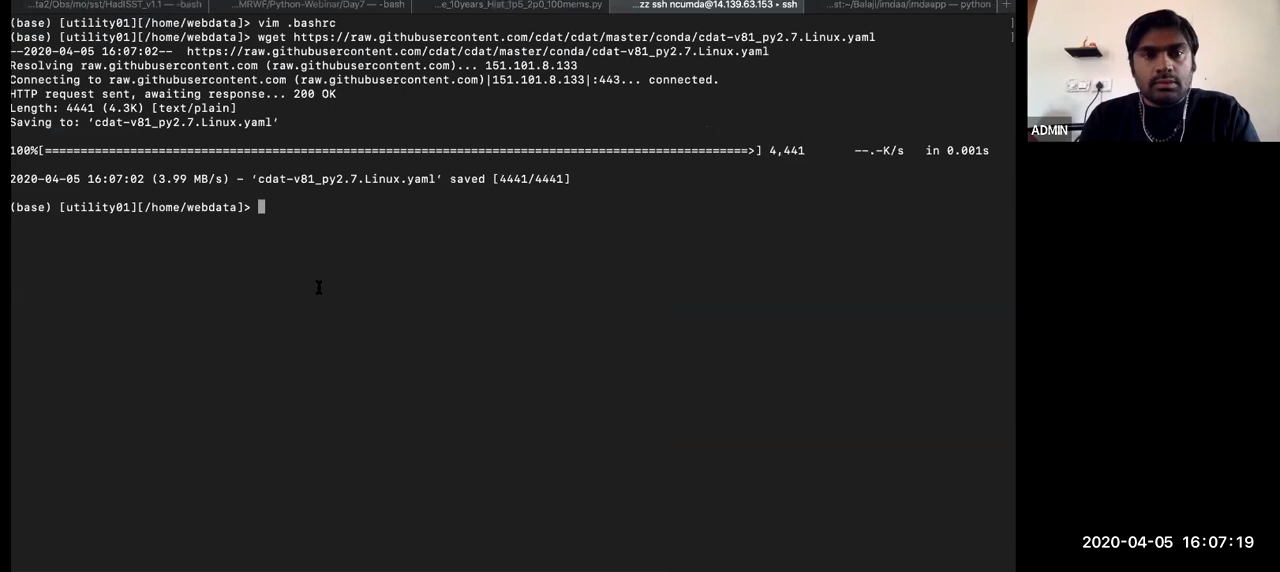 ...ta2/Obs/mo/sst/HadISST_v1.1 — -bash ...MRWF/Python-Webinar/Day7 — -bash ...e_10years_Hist_1p5_2p0_100mems.py ...zz ssh ncumda@14.139.63.153 ▸ ssh ...st:~/Balaji/imdaa/imdaapp — python +
(base) [utility01][/home/webdata]> vim .bashrc
(base) [utility01][/home/webdata]> wget https://raw.githubusercontent.com/cdat/cdat/master/conda/cdat-v81_py2.7.Linux.yaml
--2020-04-05 16:07:02-- https://raw.githubusercontent.com/cdat/cdat/master/conda/cdat-v81_py2.7.Linux.yaml
Resolving raw.githubusercontent.com (raw.githubusercontent.com)... 151.101.8.133
Connecting to raw.githubusercontent.com (raw.githubusercontent.com)|151.101.8.133|:443... connected.
HTTP request sent, awaiting response... 200 OK
Length: 4441 (4.3K) [text/plain]
Saving to: ‘cdat-v81_py2.7.Linux.yaml’
100%[===================================================================================================>] 4,441 --.-K/s in 0.001s
2020-04-05 16:07:02 (3.99 MB/s) - ‘cdat-v81_py2.7.Linux.yaml’ saved [4441/4441]
(base) [utility01][/home/webdata]>
ADMIN
2020-04-05 16:07:19